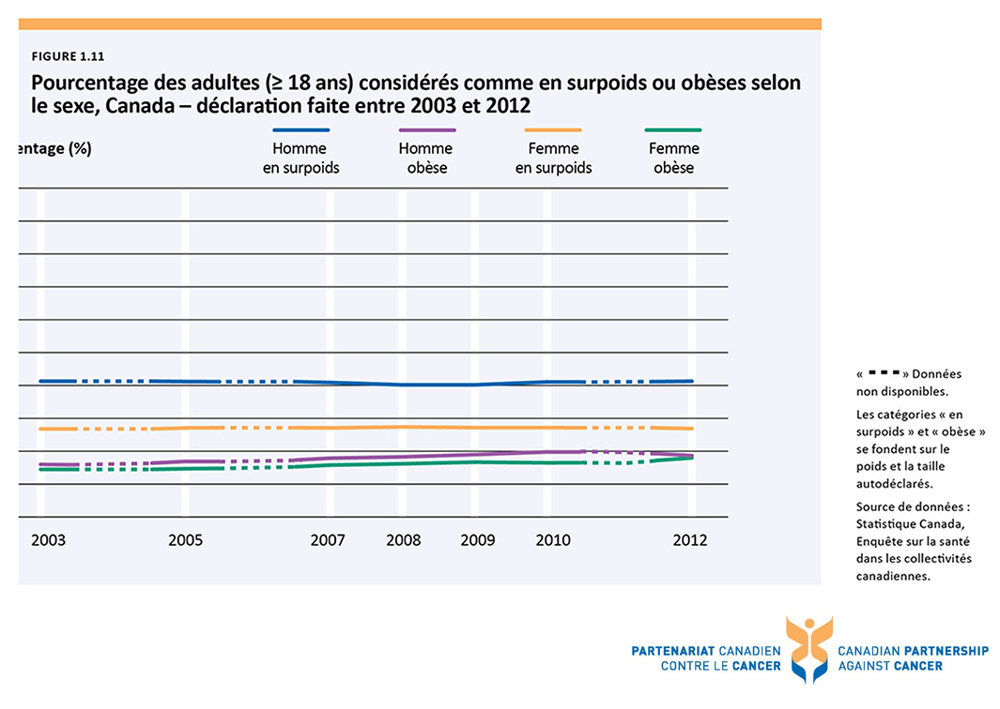 FIGURE 1.11
Pourcentage des adultes (≥ 18 ans) considérés comme en surpoids ou obèses selon
le sexe, Canada – déclaration faite entre 2003 et 2012
entage (%)
Homme
en surpoids
Homme
obèse
Femme
en surpoids
Femme
obèse
2003 2005 2007 2008 2009 2010 2012
« » Données
non disponibles.
Les catégories « en
surpoids » et « obèse »
se fondent sur le
poids et la taille
autodéclarés.
Source de données :
Statistique Canada,
Enquête sur la santé
dans les collectivités
canadiennes.
PARTENARIAT CANADIEN
CONTRE LE CANCER
CANADIAN PARTNERSHIP
AGAINST CANCER